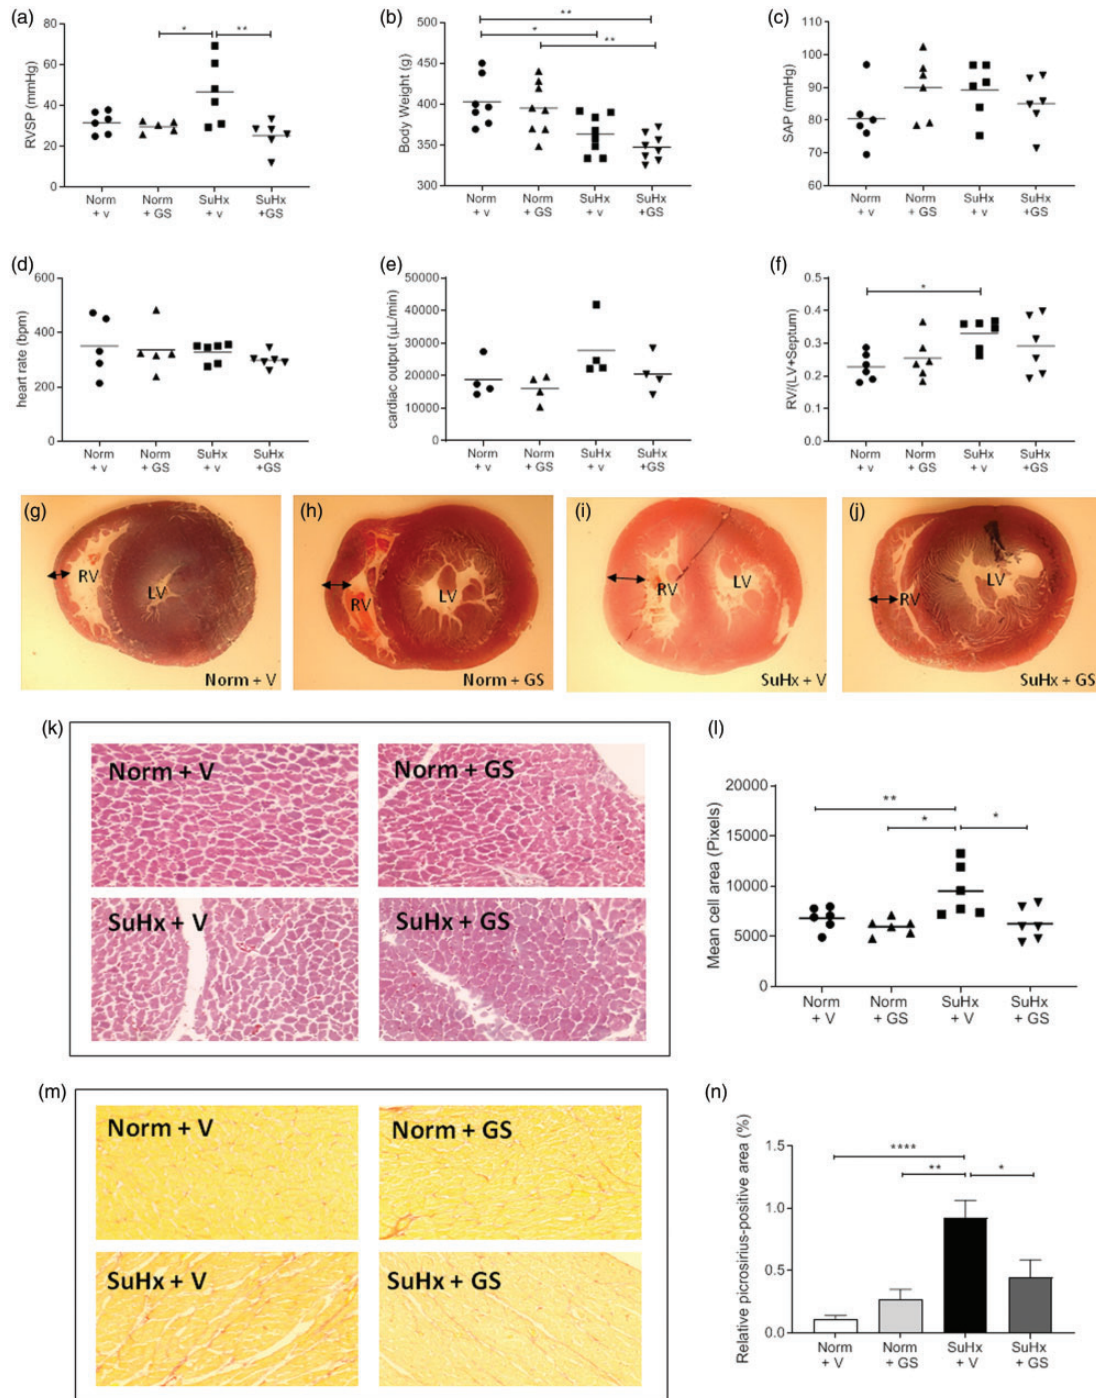 (a)
RVSP (mmHg)
80
60
40
20
0
*
**
Norm + v
Norm + GS
SuHx + v
SuHx +GS
(b)
Body Weight (g)
500
450
400
350
300
**
*
**
Norm + v
Norm + GS
SuHx + v
SuHx +GS
(c)
SAP (mmHg)
110
100
90
80
70
60
Norm + v
Norm + GS
SuHx + v
SuHx +GS
(d)
heart rate (bpm)
600
400
200
0
Norm + v
Norm + GS
SuHx + v
SuHx +GS
(e)
cardiac output (µL/min)
50000
40000
30000
20000
10000
0
Norm + v
Norm + GS
SuHx + v
SuHx +GS
(f)
RV/(LV+Septum)
0.5
0.4
0.3
0.2
0.1
0.0
*
Norm + v
Norm + GS
SuHx + v
SuHx +GS
(g)
RV
LV
Norm + V
(h)
RV
LV
Norm + GS
(i)
RV
LV
SuHx + V
(j)
RV
LV
SuHx + GS
(k)
Norm + V
Norm + GS
SuHx + V
SuHx + GS
(l)
Mean cell area (Pixels)
20000
15000
10000
5000
0
**
*
*
Norm + V
Norm + GS
SuHx + V
SuHx + GS
(m)
Norm + V
Norm + GS
SuHx + V
SuHx + GS
(n)
Relative picrosirius-positive area (%)
1.5
1.0
0.5
0.0
****
**
*
Norm + V
Norm + GS
SuHx + V
SuHx + GS